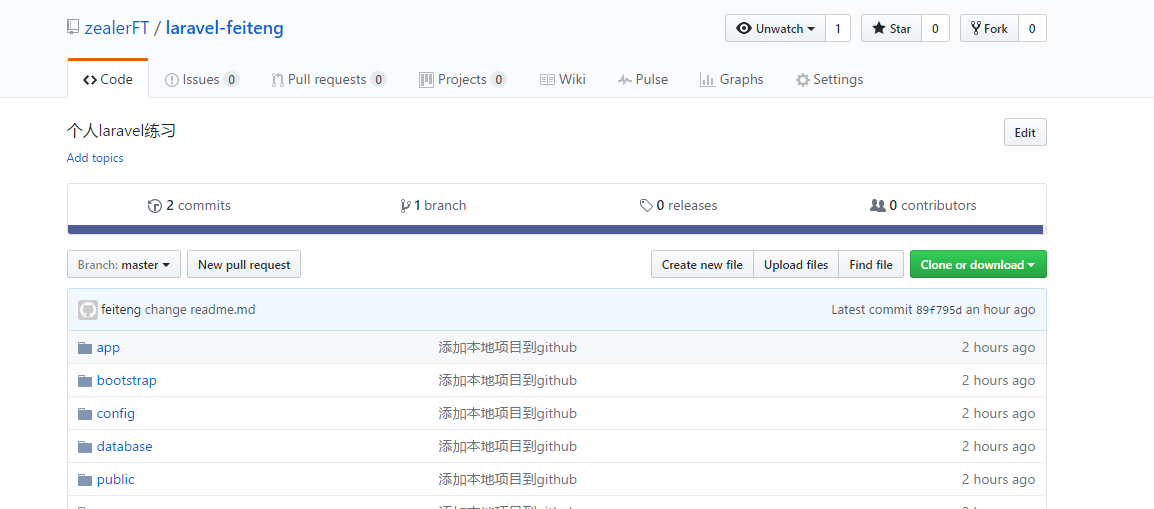 zealerFT / laravel-feiteng Unwatch 1 Star 0 Fork 0
Code Issues 0 Pull requests 0 Projects 0 Wiki Pulse Graphs Settings
个人laravel练习 Edit
Add topics
2 commits 1 branch 0 releases 0 contributors
Branch: master New pull request Create new file Upload files Find file Clone or download
feiteng change readme.md Latest commit 89f795d an hour ago
app 添加本地项目到github 2 hours ago
bootstrap 添加本地项目到github 2 hours ago
config 添加本地项目到github 2 hours ago
database 添加本地项目到github 2 hours ago
public 添加本地项目到github 2 hours ago